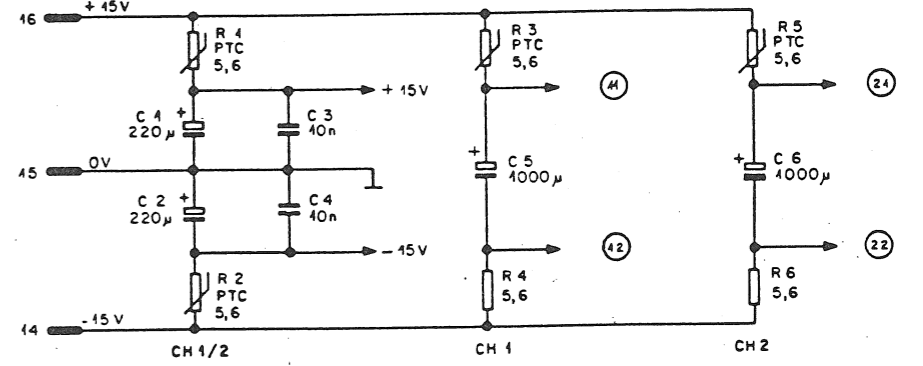 16 + 15V
R 1
PTC
5,6
R 3
PTC
5,6
R 5
PTC
5,6
+ 15V
11
21
C 1 +
220µ
C 3
10n
15 0V
+ C 5
1000µ
+ C 6
1000µ
C 2 +
220µ
C 4
10n
- 15V
12
22
R 2
PTC
5,6
R 4
5,6
R 6
5,6
14 -15V
CH 1/2
CH 1
CH 2